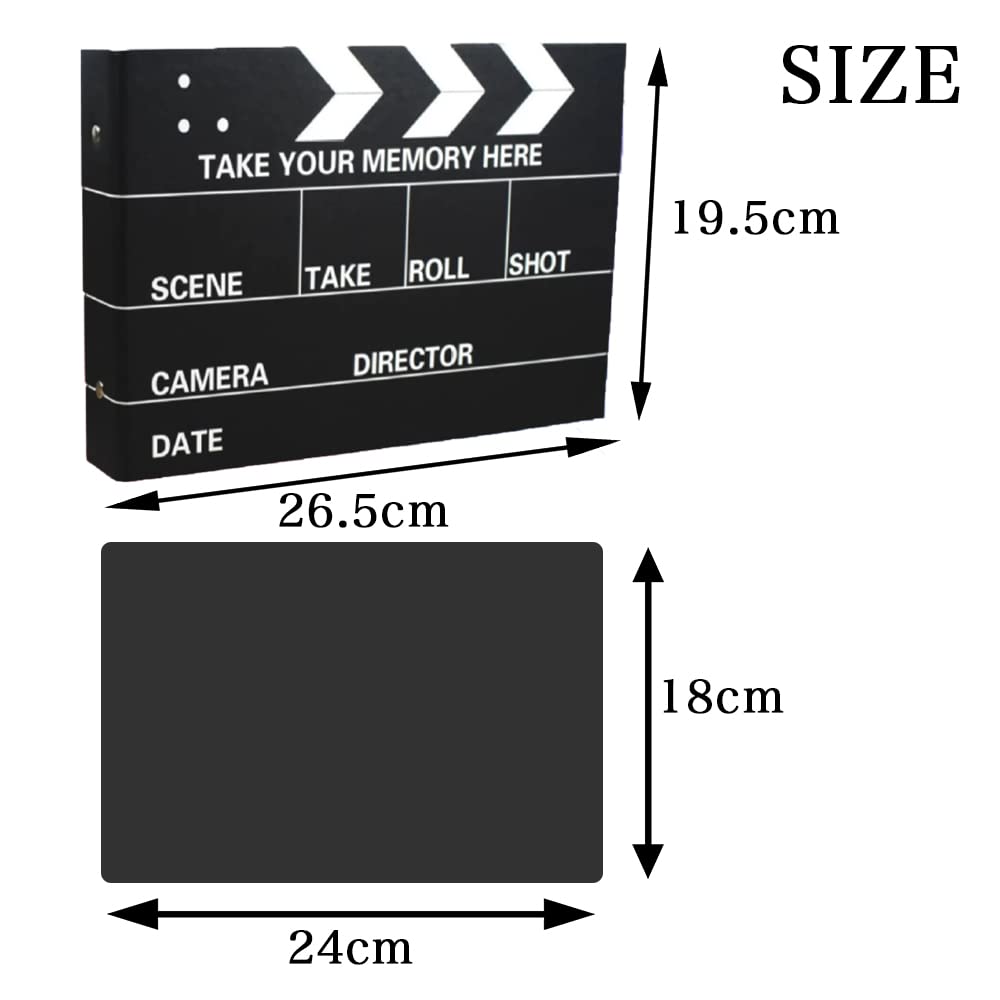 SIZE
TAKE YOUR MEMORY HERE
19.5cm
SCENE
TAKE
ROLL
SHOT
CAMERA
DIRECTOR
DATE
26.5cm
18cm
24cm